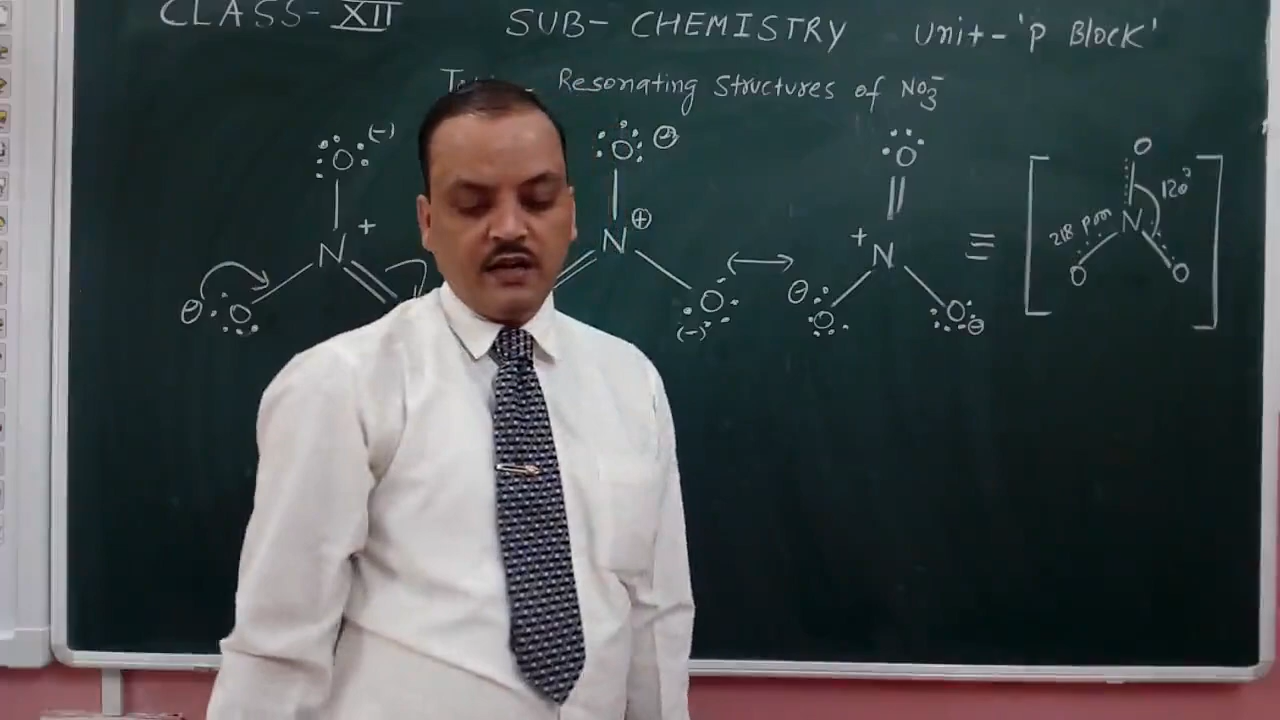 CLASS- XII SUB- CHEMISTRY Unit- 'P BLOCK'
Resonating Structures of NO3-
O (-) O ⊖ O O
+ ⊕ + 120°
N N N ≡ N
218 pm
⊖ O O ⊖ O O ⊖ O O
(-)